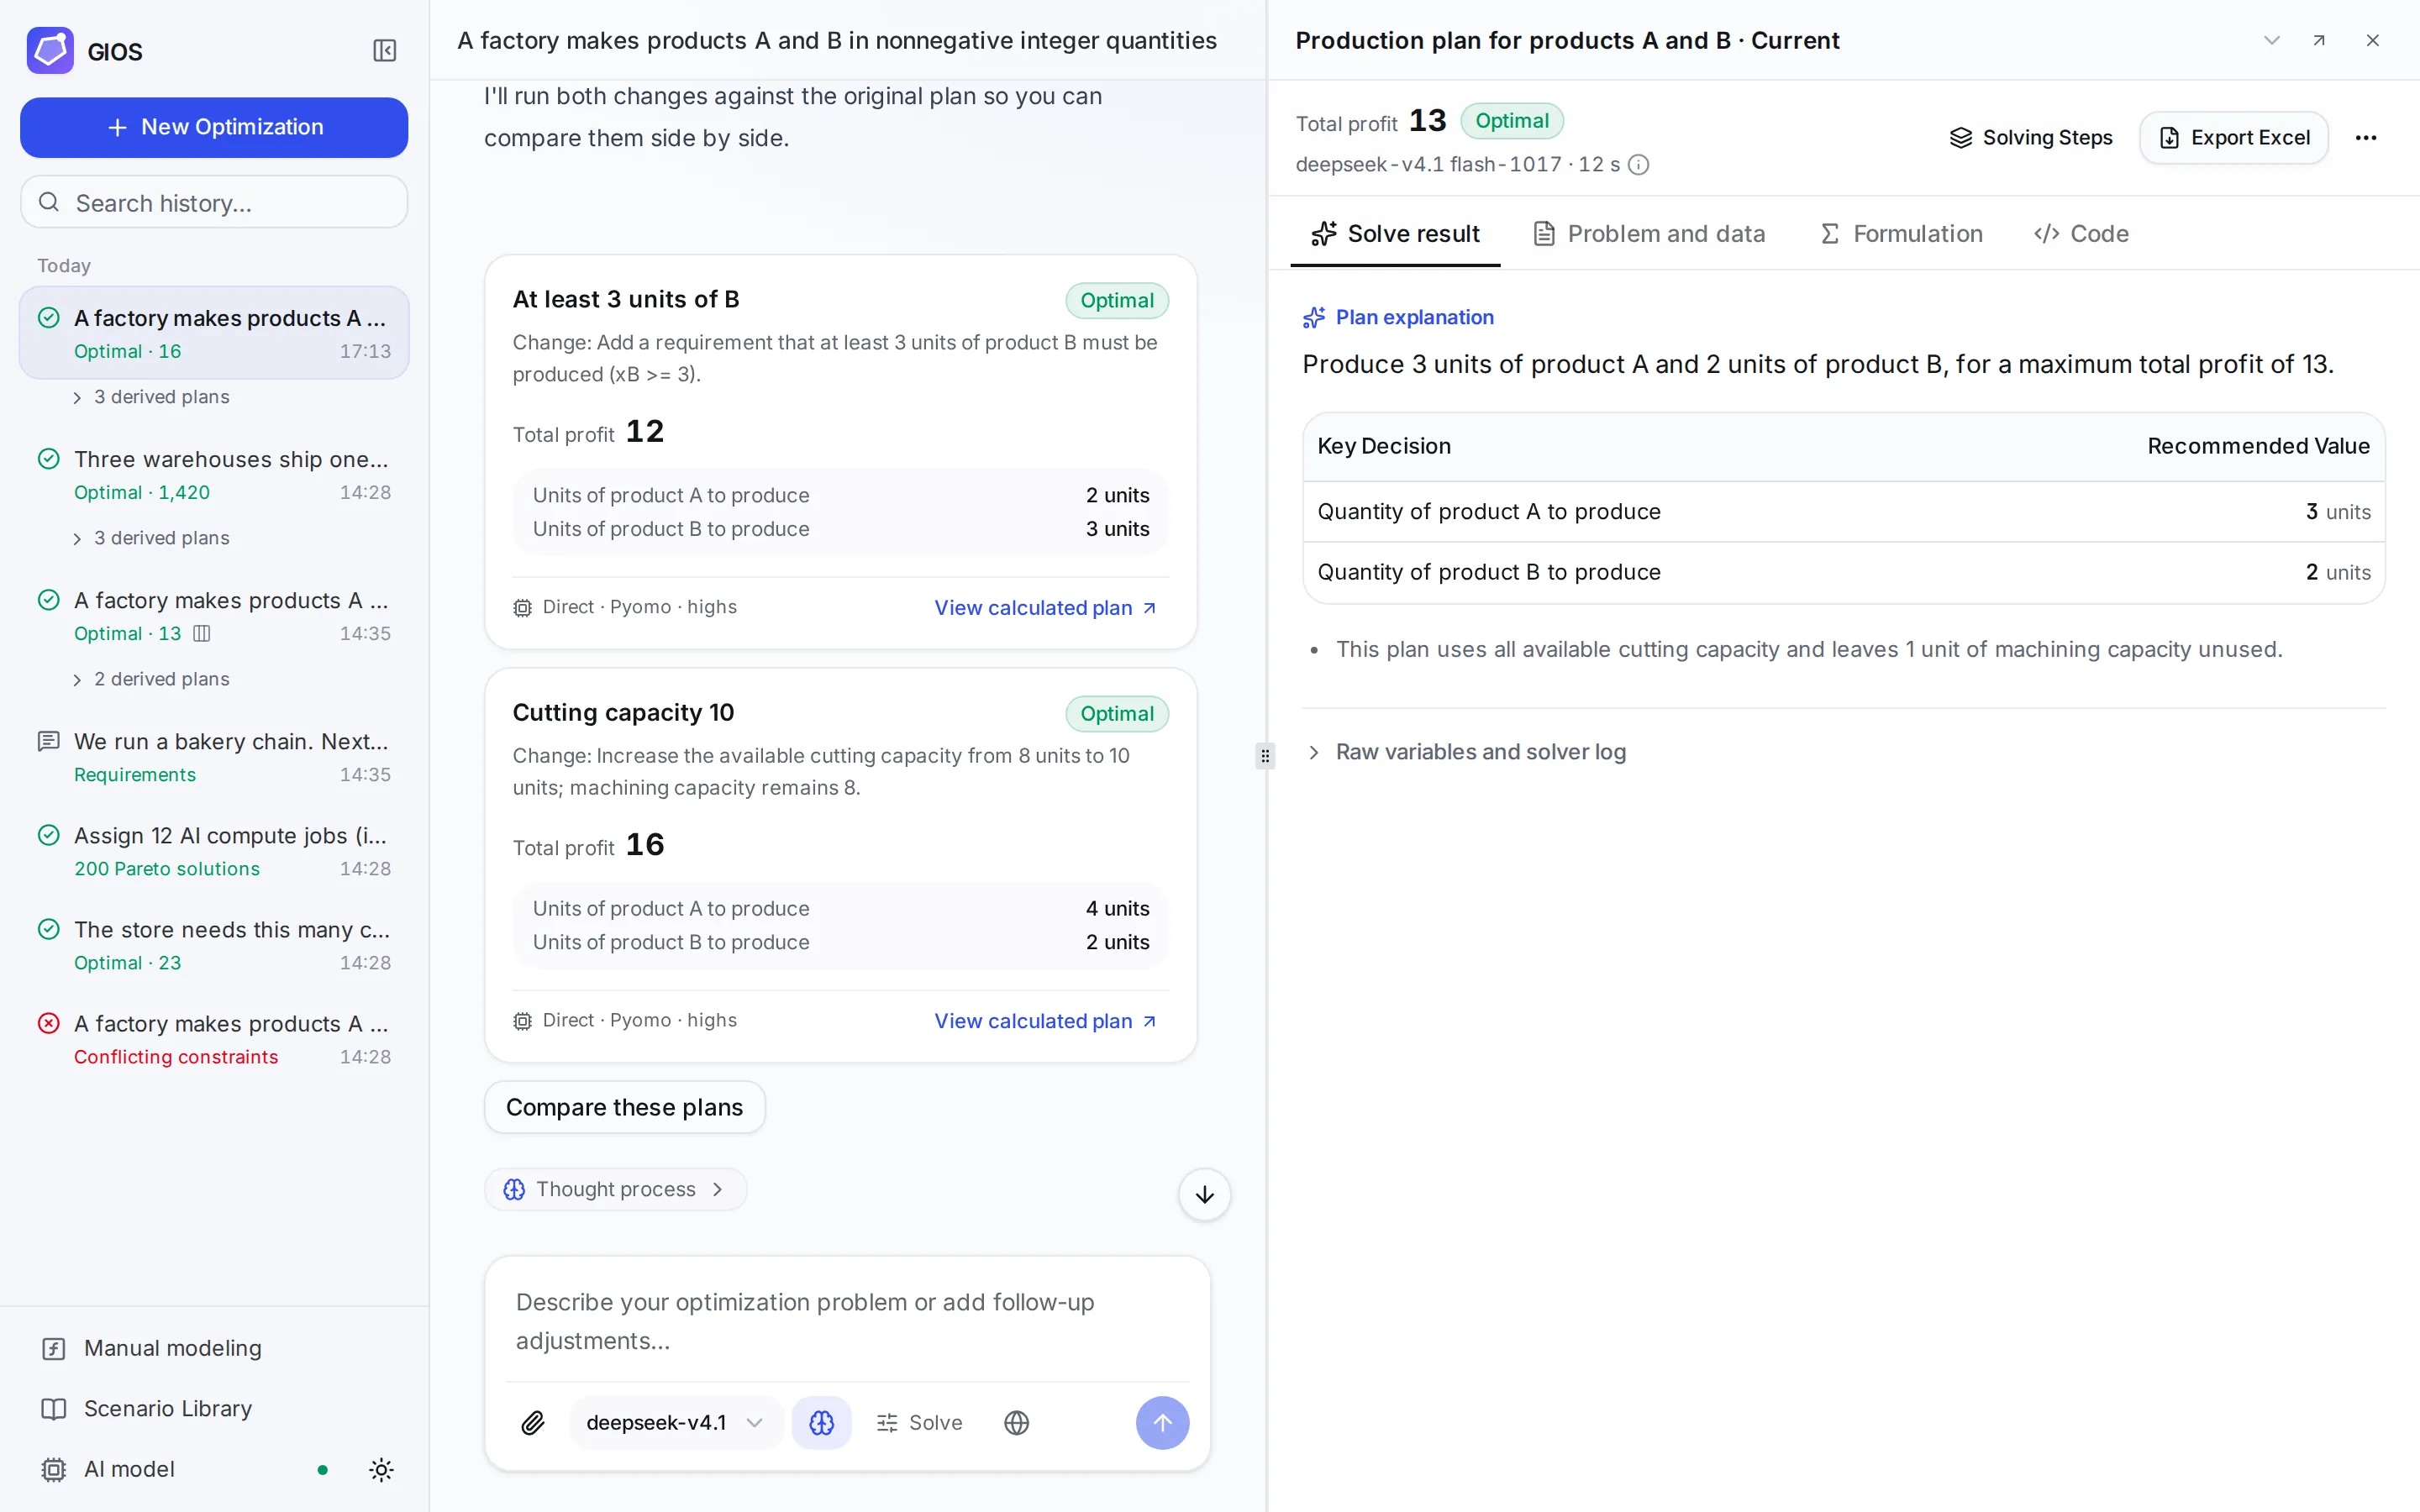 GIOS
New Optimization
Search history...
Today
A factory makes products A ...
Optimal · 16 17:13
3 derived plans
Three warehouses ship one...
Optimal · 1,420 14:28
3 derived plans
A factory makes products A ...
Optimal · 13 14:35
2 derived plans
We run a bakery chain. Next...
Requirements 14:35
Assign 12 AI compute jobs (i...
200 Pareto solutions 14:28
The store needs this many c...
Optimal · 23 14:28
A factory makes products A ...
Conflicting constraints 14:28
Manual modeling
Scenario Library
AI model
A factory makes products A and B in nonnegative integer quantities
I'll run both changes against the original plan so you can
compare them side by side.
At least 3 units of B Optimal
Change: Add a requirement that at least 3 units of product B must be
produced (xB >= 3).
Total profit 12
Units of product A to produce 2 units
Units of product B to produce 3 units
Direct · Pyomo · highs View calculated plan
Cutting capacity 10 Optimal
Change: Increase the available cutting capacity from 8 units to 10
units; machining capacity remains 8.
Total profit 16
Units of product A to produce 4 units
Units of product B to produce 2 units
Direct · Pyomo · highs View calculated plan
Compare these plans
Thought process
Describe your optimization problem or add follow-up
adjustments...
deepseek-v4.1 Solve
Production plan for products A and B · Current
Total profit 13 Optimal
deepseek-v4.1 flash-1017 · 12 s
Solving Steps Export Excel
Solve result Problem and data Formulation Code
Plan explanation
Produce 3 units of product A and 2 units of product B, for a maximum total profit of 13.
Key Decision Recommended Value
Quantity of product A to produce 3 units
Quantity of product B to produce 2 units
• This plan uses all available cutting capacity and leaves 1 unit of machining capacity unused.
Raw variables and solver log